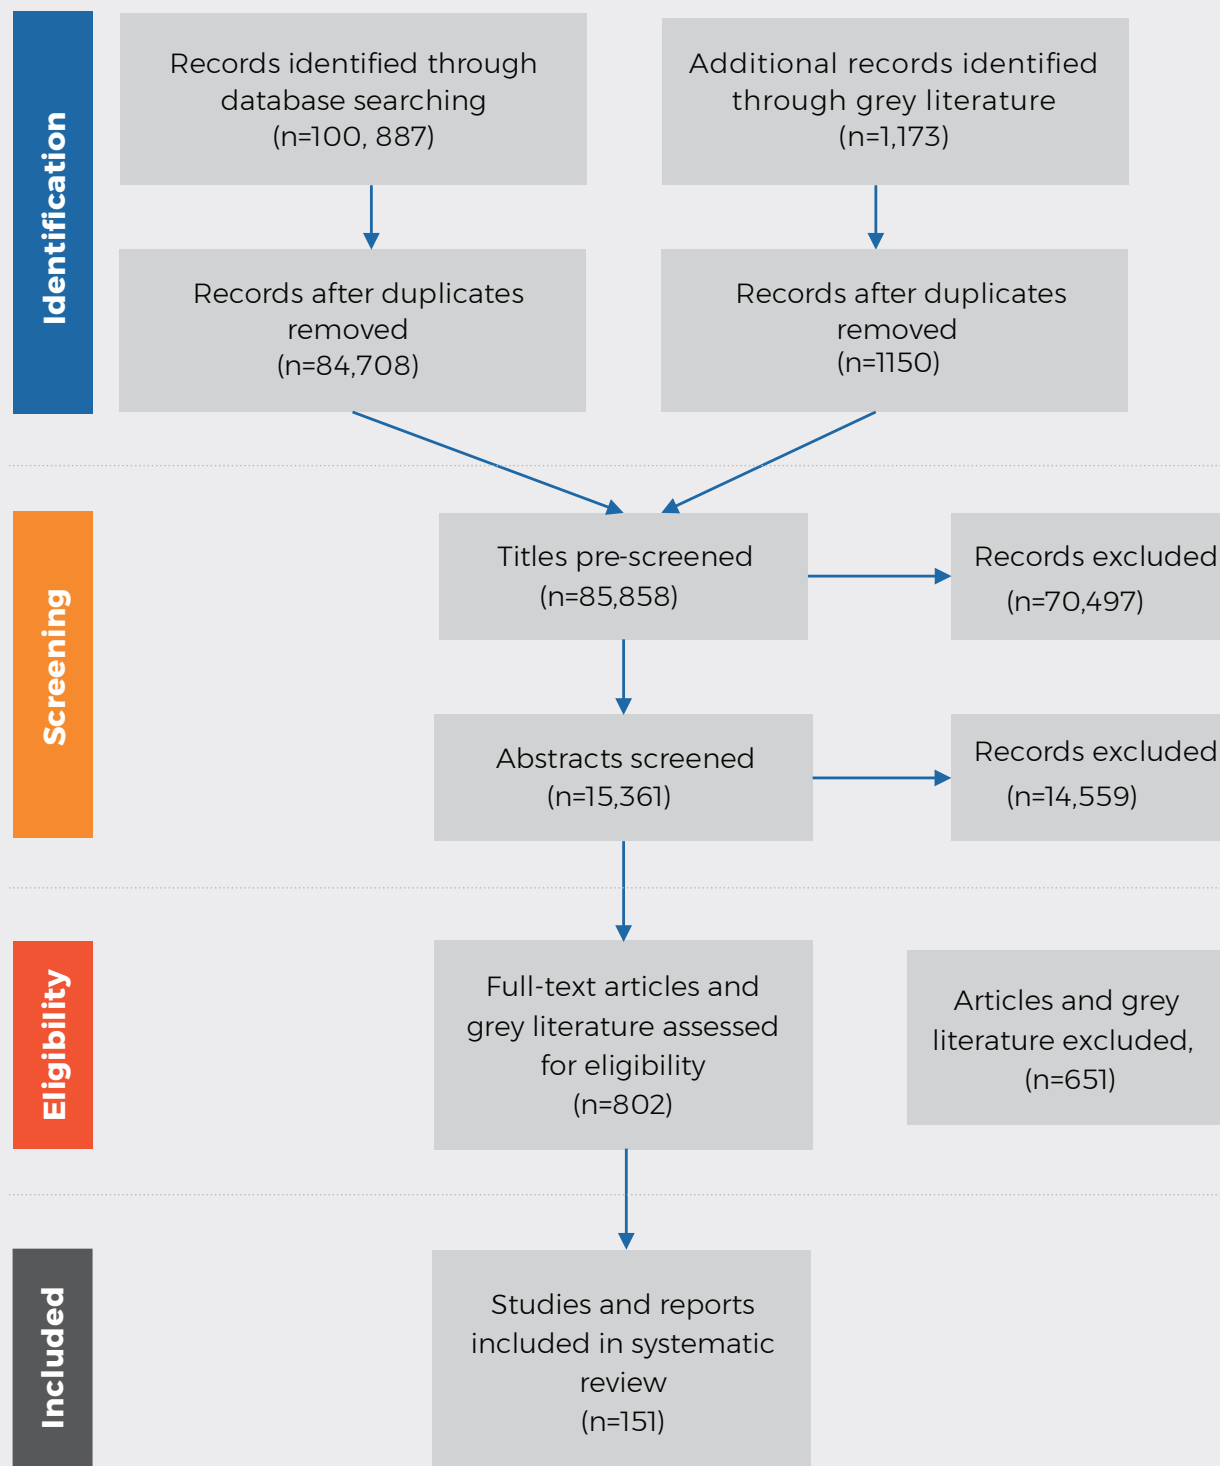 Identification
Records identified through
database searching
(n=100, 887)
Additional records identified
through grey literature
(n=1,173)
Records after duplicates
removed
(n=84,708)
Records after duplicates
removed
(n=1150)
Screening
Titles pre-screened
(n=85,858)
Records excluded
(n=70,497)
Abstracts screened
(n=15,361)
Records excluded
(n=14,559)
Eligibility
Full-text articles and
grey literature assessed
for eligibility
(n=802)
Articles and grey
literature excluded,
(n=651)
Included
Studies and reports
included in systematic
review
(n=151)